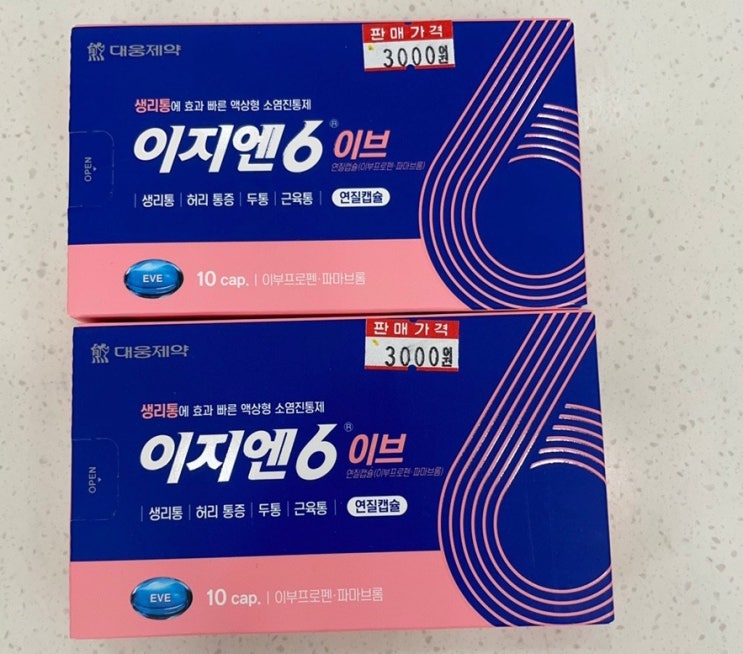 대웅제약
판매가격
3000원
생리통에 효과 빠른 액상형 소염진통제
이지엔6® 이브
연질캡슐(이부프로펜·파마브롬)
OPEN
생리통 | 허리 통증 | 두통 | 근육통 연질캡슐
EVE
10 cap. | 이부프로펜·파마브롬
대웅제약
판매가격
3000원
생리통에 효과 빠른 액상형 소염진통제
이지엔6® 이브
연질캡슐(이부프로펜·파마브롬)
OPEN
생리통 | 허리 통증 | 두통 | 근육통 연질캡슐
EVE
10 cap. | 이부프로펜·파마브롬